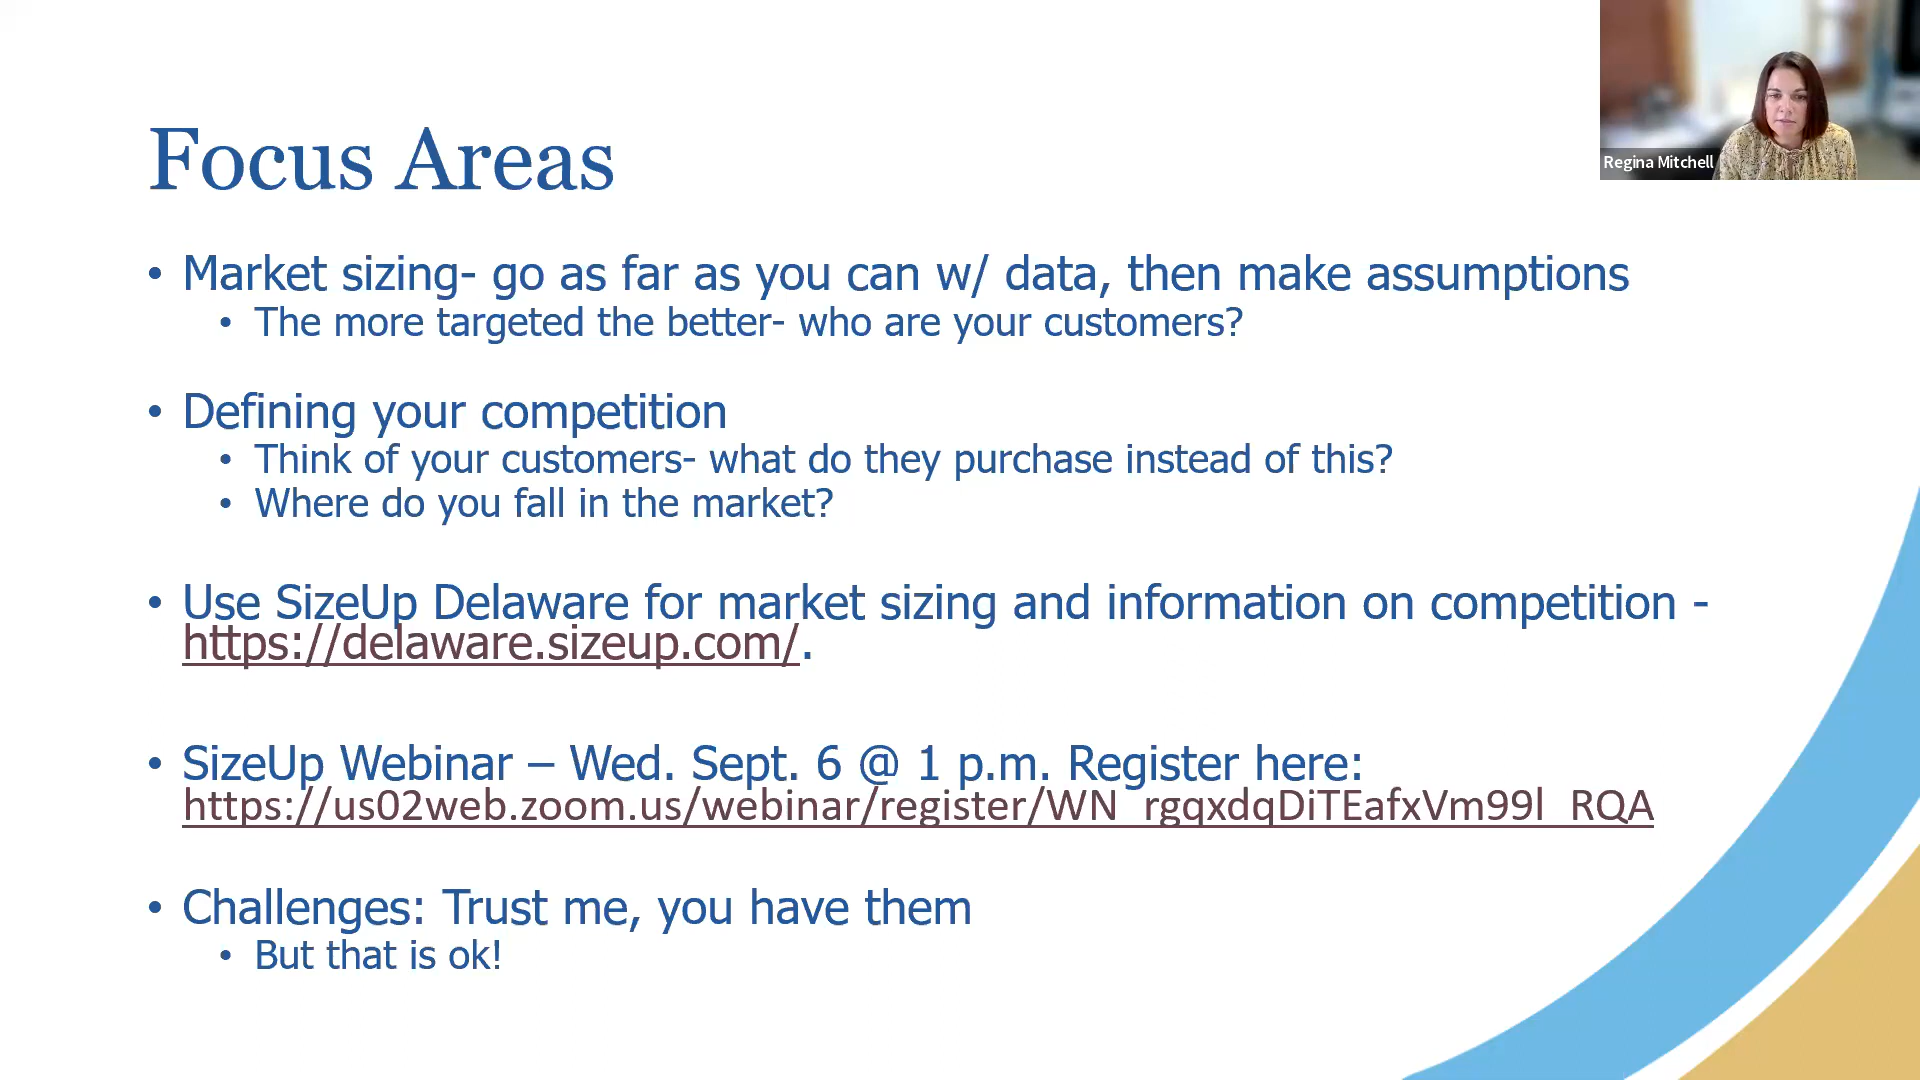 Regina Mitchell
Focus Areas
• Market sizing- go as far as you can w/ data, then make assumptions
• The more targeted the better- who are your customers?
• Defining your competition
• Think of your customers- what do they purchase instead of this?
• Where do you fall in the market?
• Use SizeUp Delaware for market sizing and information on competition -
https://delaware.sizeup.com/.
• SizeUp Webinar – Wed. Sept. 6 @ 1 p.m. Register here:
https://us02web.zoom.us/webinar/register/WN_rgqxdqDiTEafxVm99l_RQA
• Challenges: Trust me, you have them
• But that is ok!